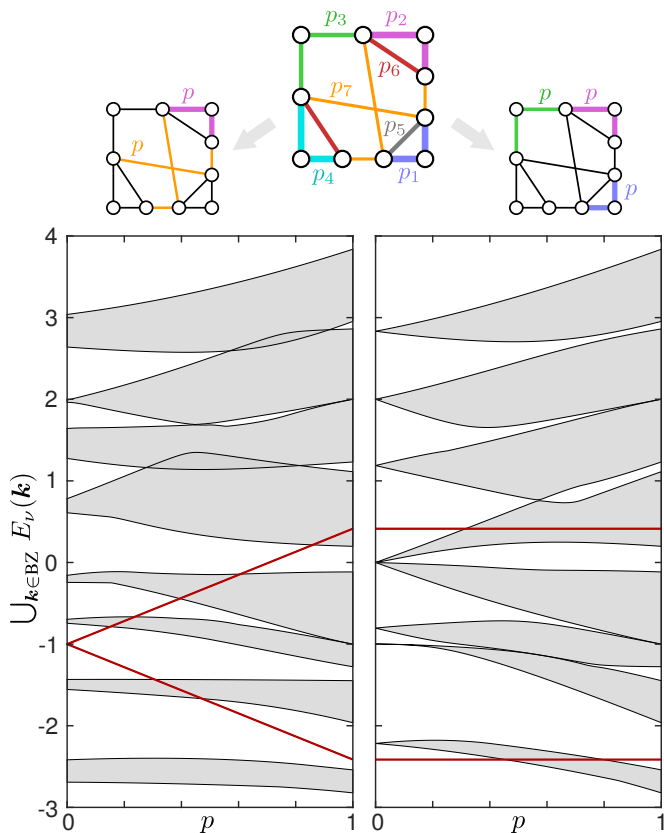 p₃ p₂
p₆
p₇
p p p
p p₅
p
p₄ p₁
⋃ₖ∈BZ Eν(k)
4
3
2
1
0
-1
-2
-3
0 p 1
0 p 1